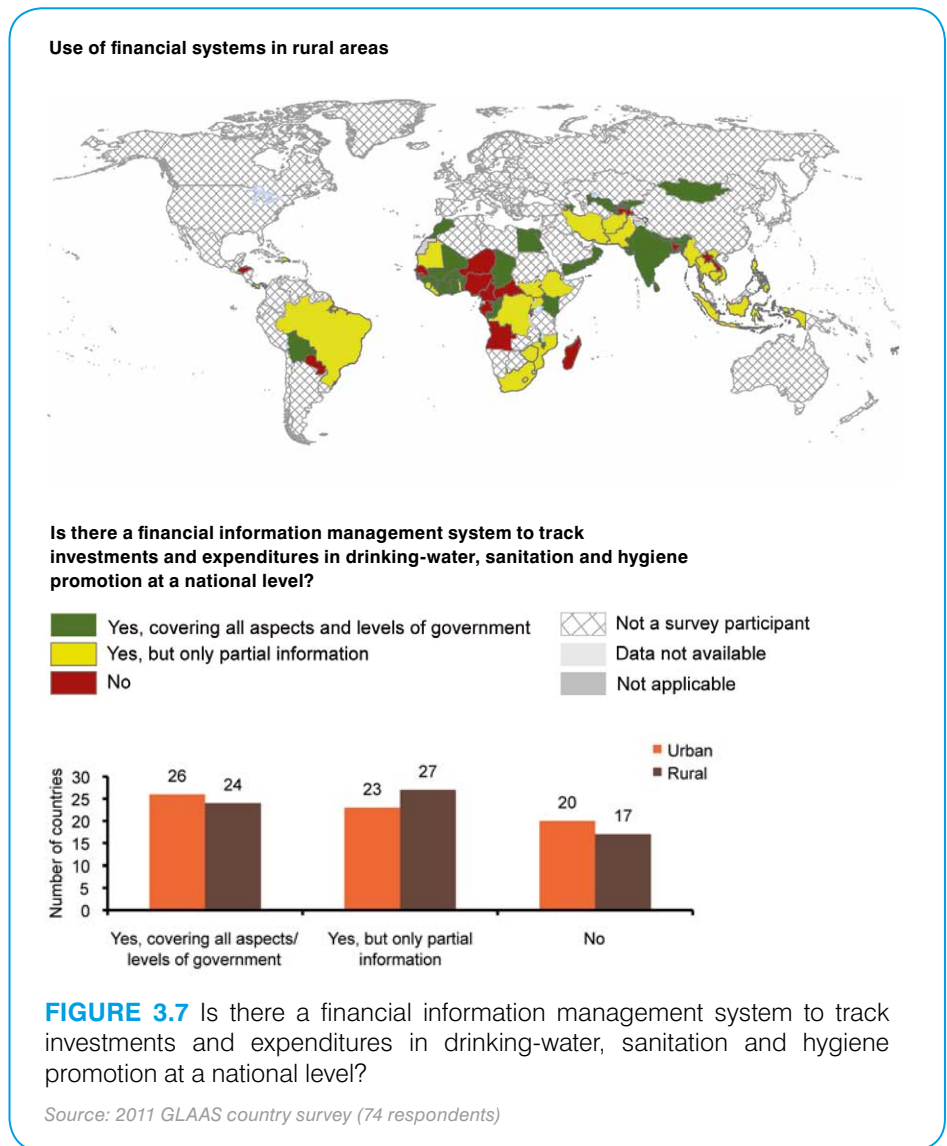 Use of financial systems in rural areas
Is there a financial information management system to track
investments and expenditures in drinking-water, sanitation and hygiene
promotion at a national level?
Yes, covering all aspects and levels of government
Yes, but only partial information
No
Not a survey participant
Data not available
Not applicable
Urban
Rural
Number of countries
30
25
20
15
10
5
0
26
24
23
27
20
17
Yes, covering all aspects/
levels of government
Yes, but only partial
information
No
FIGURE 3.7 Is there a financial information management system to track
investments and expenditures in drinking-water, sanitation and hygiene
promotion at a national level?
Source: 2011 GLAAS country survey (74 respondents)